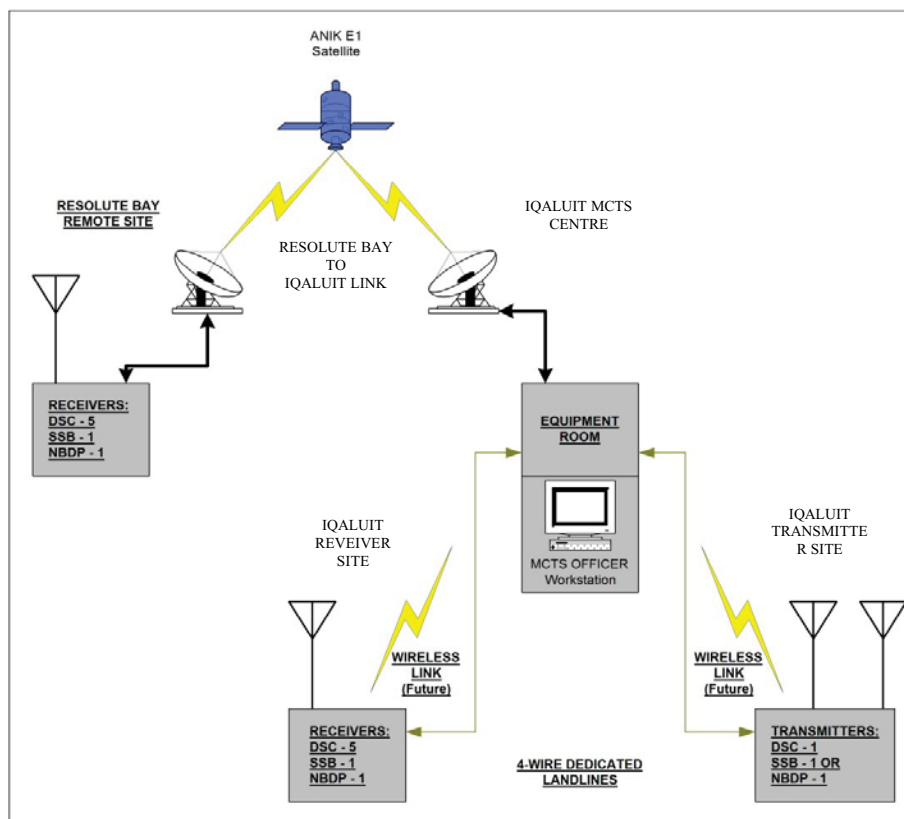 ANIK E1
Satellite
RESOLUTE BAY
REMOTE SITE
RESOLUTE BAY
TO
IQALUIT LINK
IQALUIT MCTS
CENTRE
RECEIVERS:
DSC - 5
SSB - 1
NBDP - 1
EQUIPMENT
ROOM
MCTS OFFICER
Workstation
IQALUIT
REVEIVER
SITE
IQALUIT
TRANSMITTE
R SITE
WIRELESS
LINK
(Future)
WIRELESS
LINK
(Future)
RECEIVERS:
DSC - 5
SSB - 1
NBDP - 1
4-WIRE DEDICATED
LANDLINES
TRANSMITTERS:
DSC - 1
SSB - 1 OR
NBDP - 1